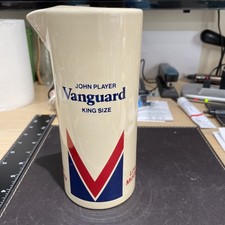 JOHN PLAYER
Vanguard
KING SIZE